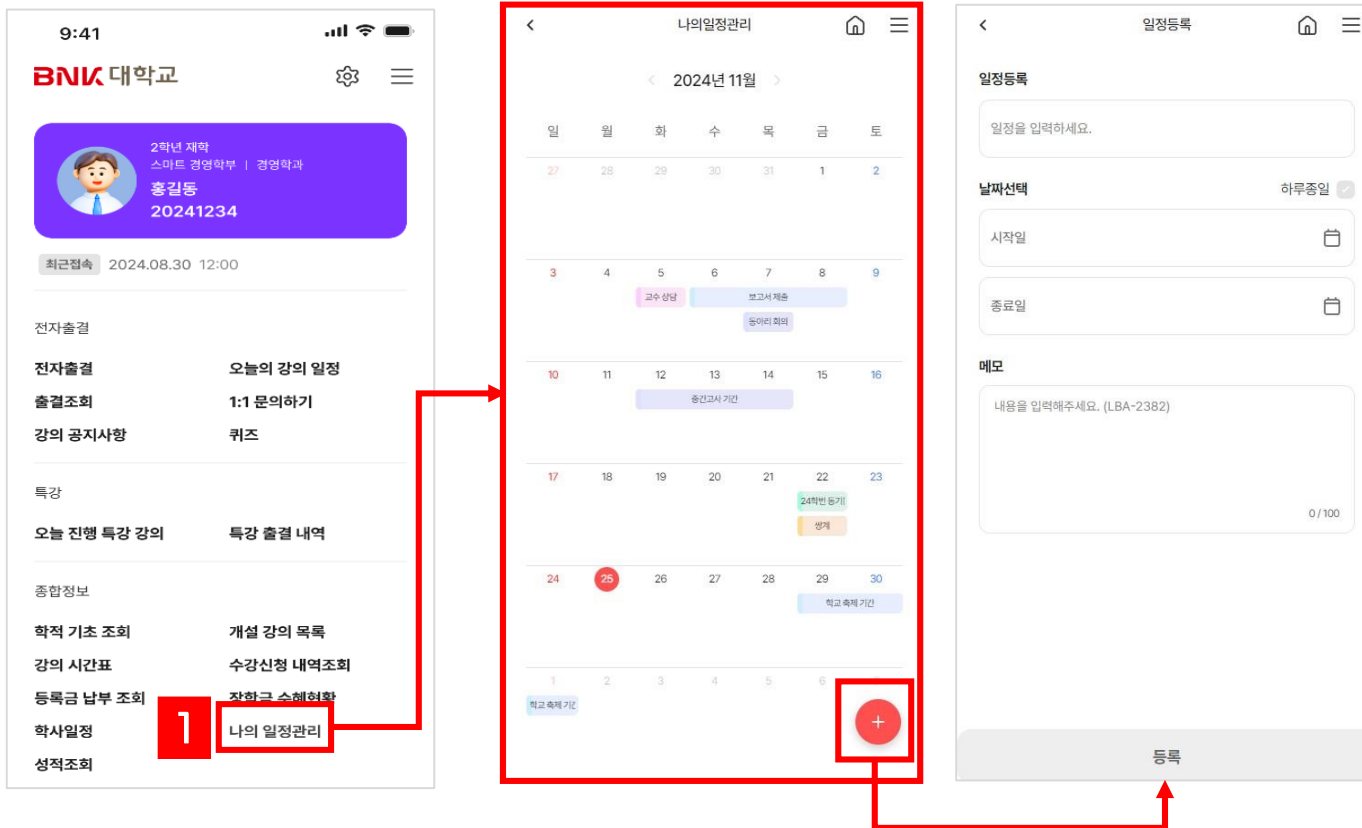 9:41
BNK 대학교
2학년 재학
스마트 경영학부 | 경영학과
홍길동
20241234
최근접속 2024.08.30 12:00
전자출결
전자출결 오늘의 강의 일정
출결조회 1:1 문의하기
강의 공지사항 퀴즈
특강
오늘 진행 특강 강의 특강 출결 내역
종합정보
학적 기초 조회 개설 강의 목록
강의 시간표 수강신청 내역조회
등록금 납부 조회 장학금 수혜현황
학사일정 1 나의 일정관리
성적조회
나의일정관리
2024년 11월
일 월 화 수 목 금 토
27 28 29 30 31 1 2
3 4 5 6 7 8 9
교수 상담 보고서 제출
동아리 회의
10 11 12 13 14 15 16
중간고사 기간
17 18 19 20 21 22 23
24학번 동기
쌍계
24 25 26 27 28 29 30
학교 축제 기간
1 2 3 4 5 6
학교 축제 기간
+
일정등록
일정등록
일정을 입력하세요.
날짜선택 하루종일
시작일
종료일
메모
내용을 입력해주세요. (LBA-2382)
0 / 100
등록